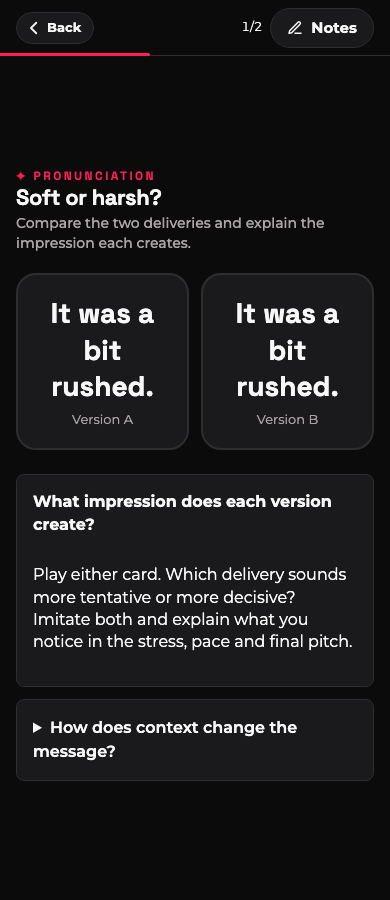 Back
1/2
Notes
PRONUNCIATION
Soft or harsh?
Compare the two deliveries and explain the
impression each creates.
It was a
bit
rushed.
Version A
It was a
bit
rushed.
Version B
What impression does each version
create?
Play either card. Which delivery sounds
more tentative or more decisive?
Imitate both and explain what you
notice in the stress, pace and final pitch.
How does context change the
message?